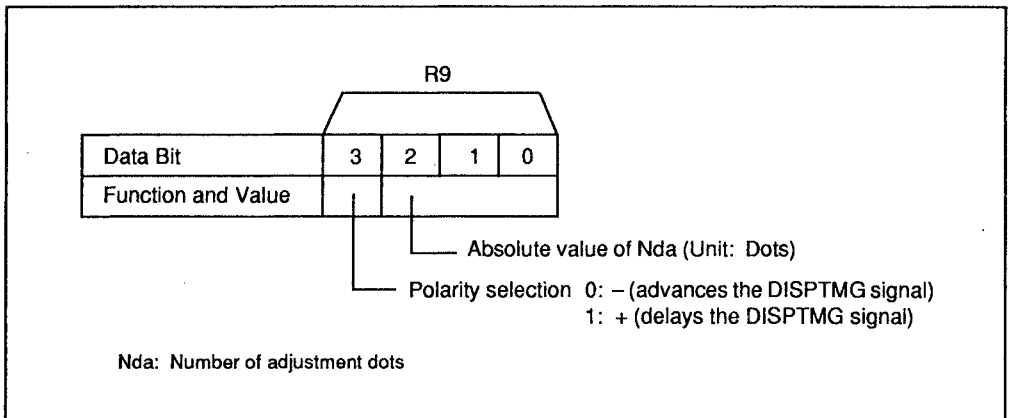 R9
Data Bit 3 2 1 0
Function and Value
Absolute value of Nda (Unit: Dots)
Polarity selection 0: – (advances the DISPTMG signal)
1: + (delays the DISPTMG signal)
Nda: Number of adjustment dots